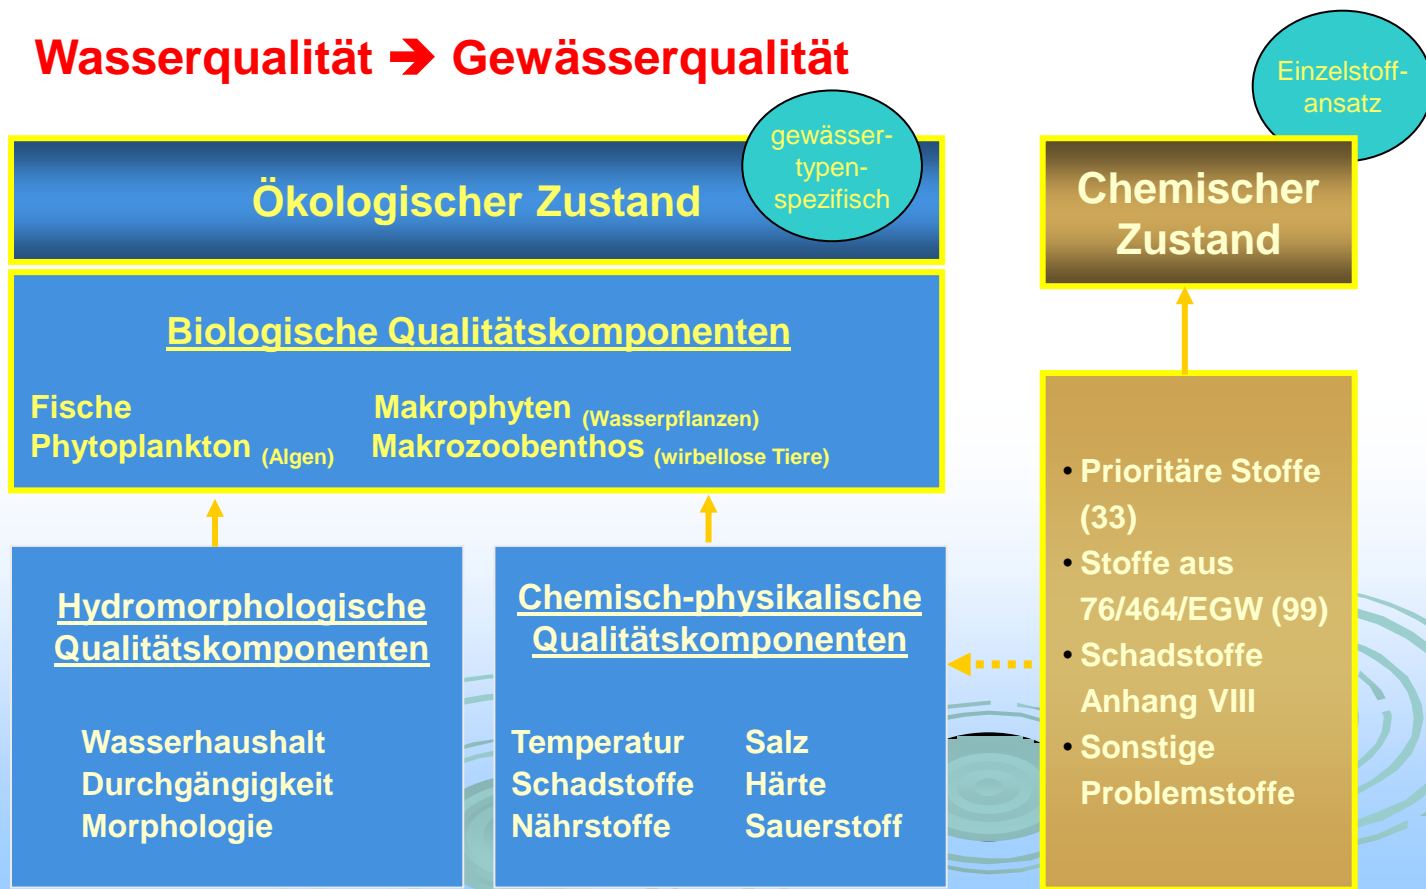 Wasserqualität ➔ Gewässerqualität
Einzelstoff-
ansatz
gewässer-
typen-
spezifisch
Ökologischer Zustand
Chemischer
Zustand
Biologische Qualitätskomponenten
Fische Makrophyten (Wasserpflanzen)
Phytoplankton (Algen) Makrozoobenthos (wirbellose Tiere)
Hydromorphologische
Qualitätskomponenten
Wasserhaushalt
Durchgängigkeit
Morphologie
Chemisch-physikalische
Qualitätskomponenten
Temperatur Salz
Schadstoffe Härte
Nährstoffe Sauerstoff
• Prioritäre Stoffe
(33)
• Stoffe aus
76/464/EGW (99)
• Schadstoffe
Anhang VIII
• Sonstige
Problemstoffe